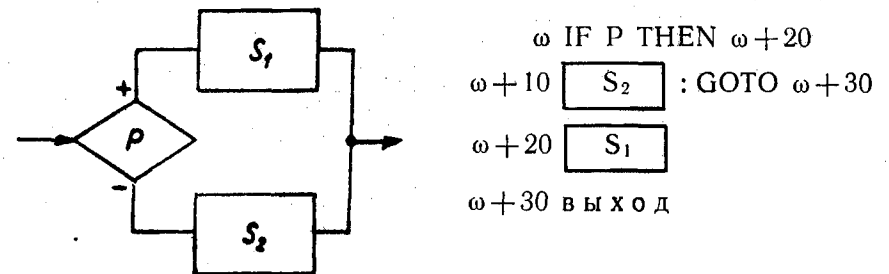 S₁
+
P
−
S₂
ω IF P THEN ω+20
ω+10 S₂ : GOTO ω+30
ω+20 S₁
ω+30 выход